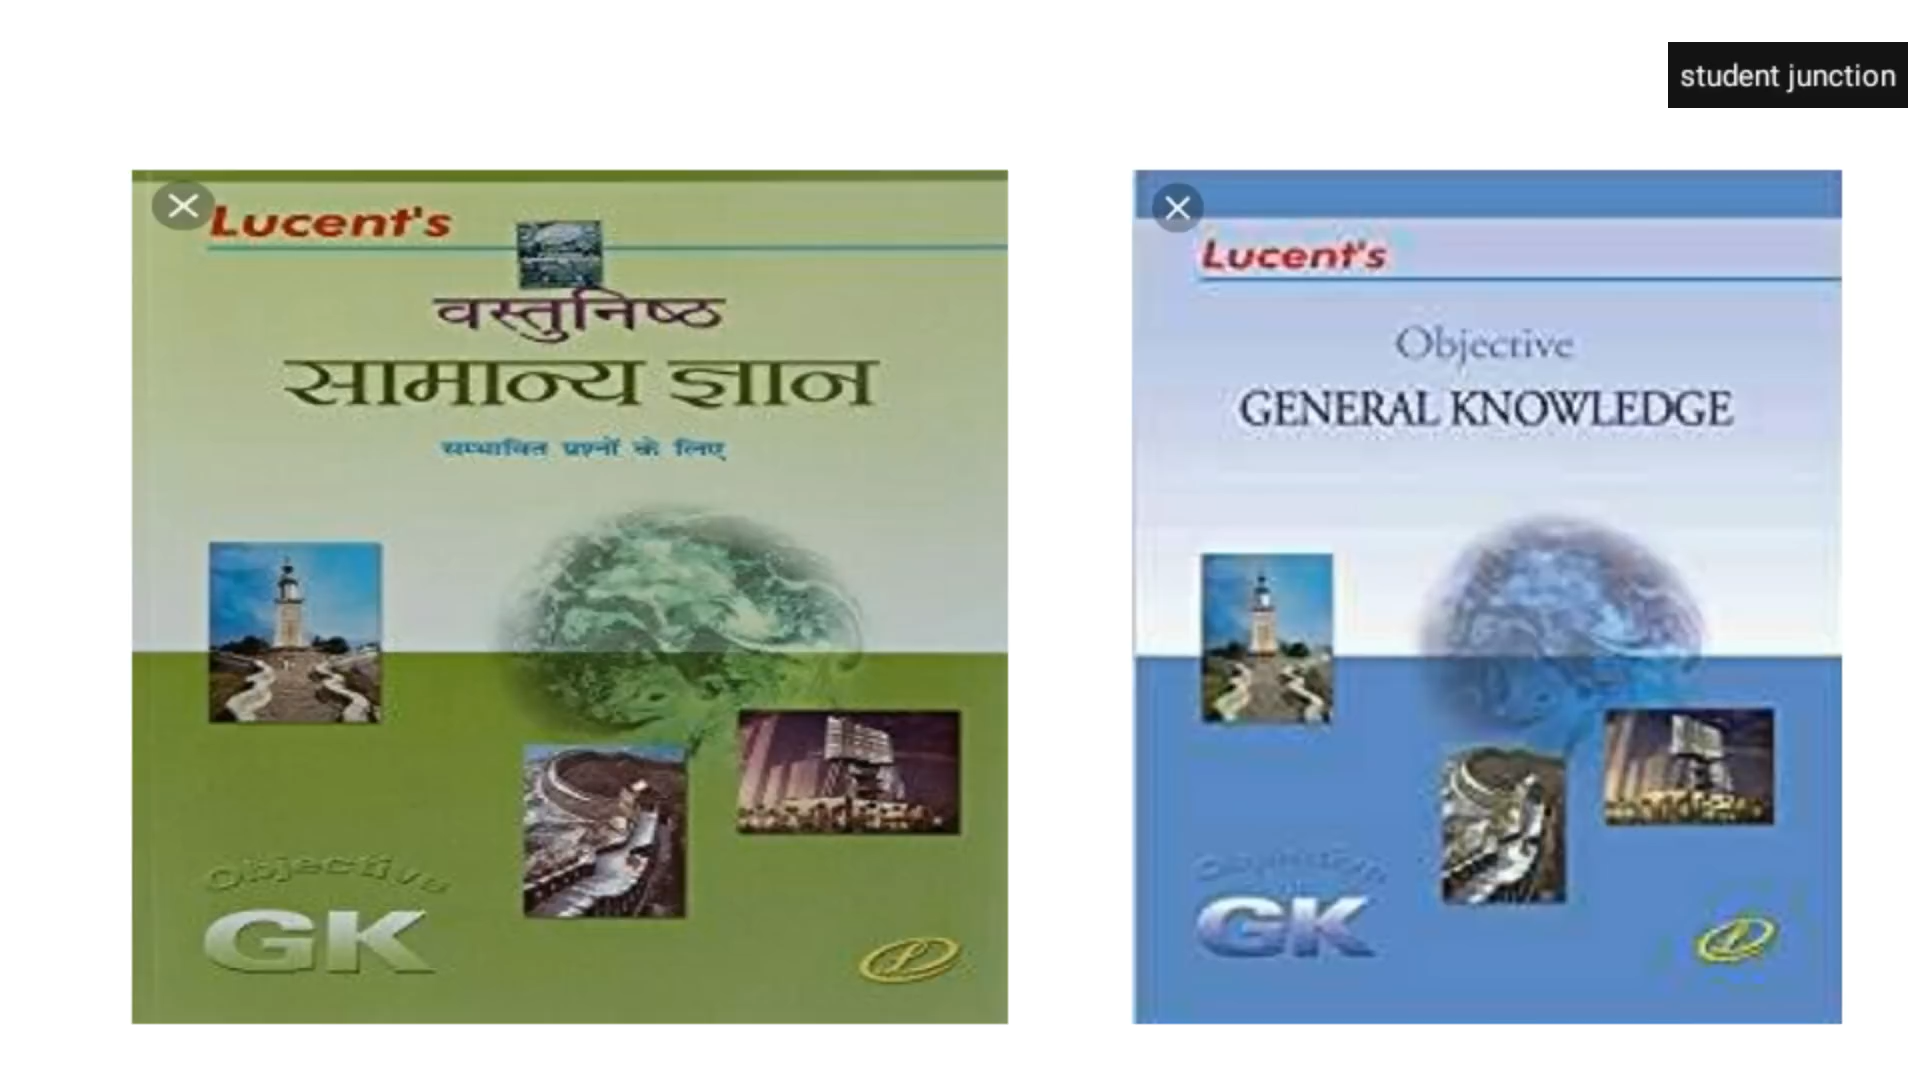 student junction
Lucent's
वस्तुनिष्ठ
सामान्य ज्ञान
सम्भावित प्रश्नों के लिए
Objective
GK
Lucent's
Objective
GENERAL KNOWLEDGE
Objective
GK